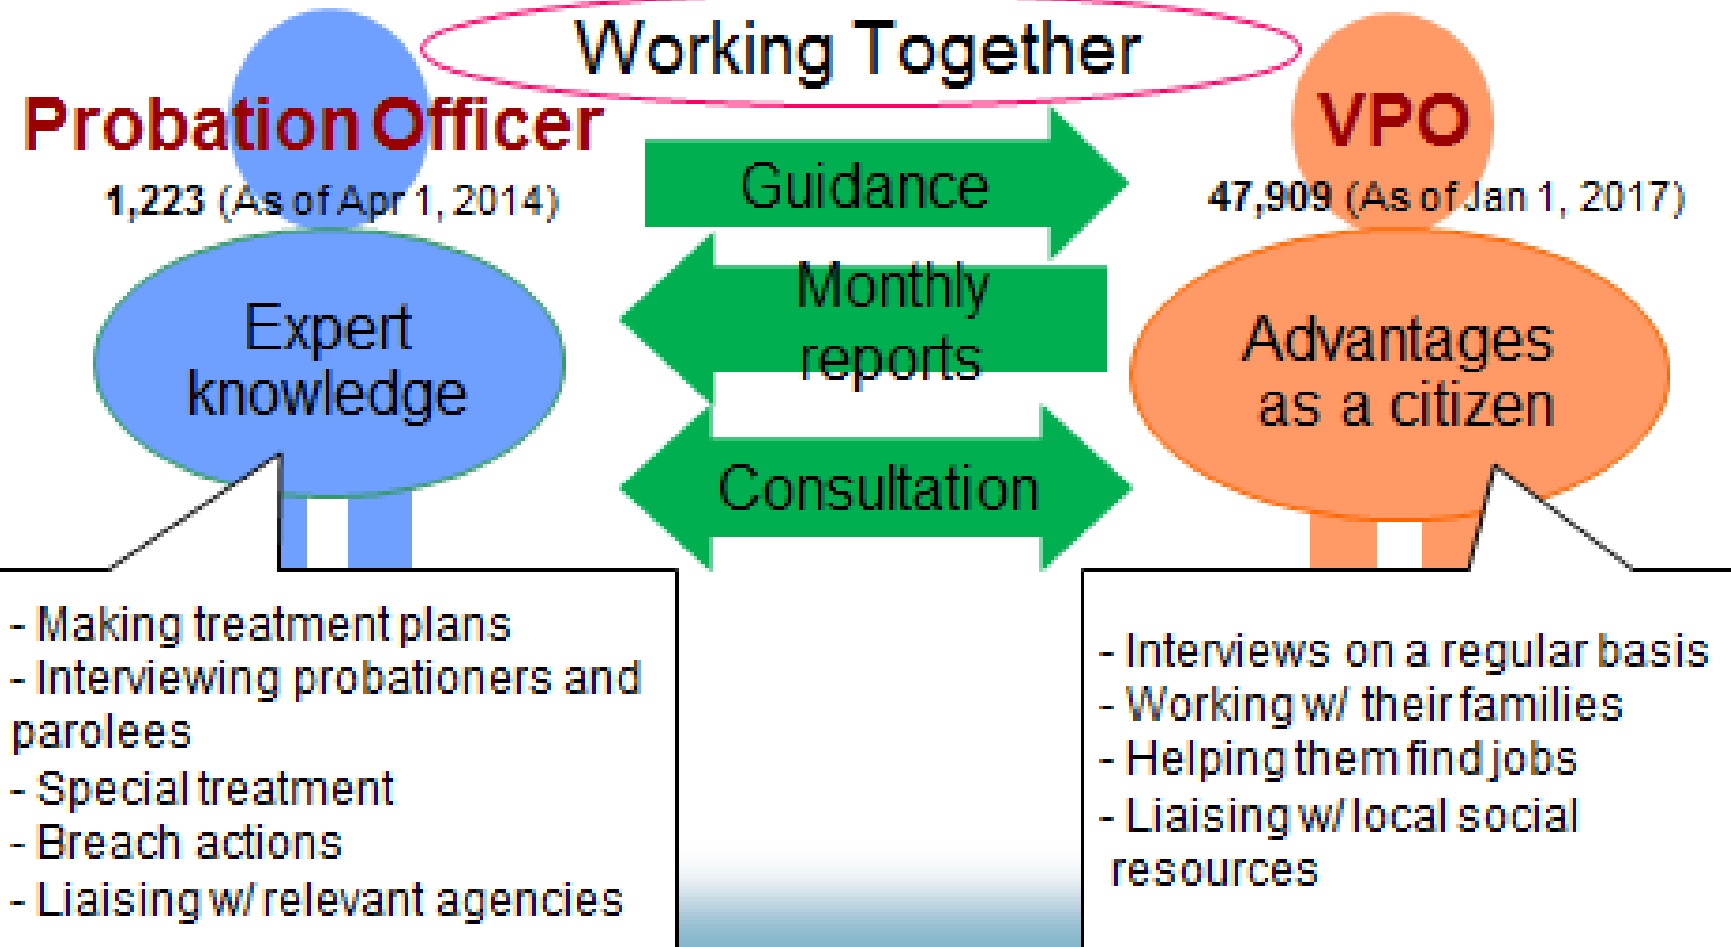 Working Together
Probation Officer
1,223 (As of Apr 1, 2014)
Expert
knowledge
Guidance
Monthly
reports
Consultation
VPO
47,909 (As of Jan 1, 2017)
Advantages
as a citizen
- Making treatment plans
- Interviewing probationers and
parolees
- Special treatment
- Breach actions
- Liaising w/ relevant agencies
- Interviews on a regular basis
- Working w/ their families
- Helping them find jobs
- Liaising w/ local social
resources